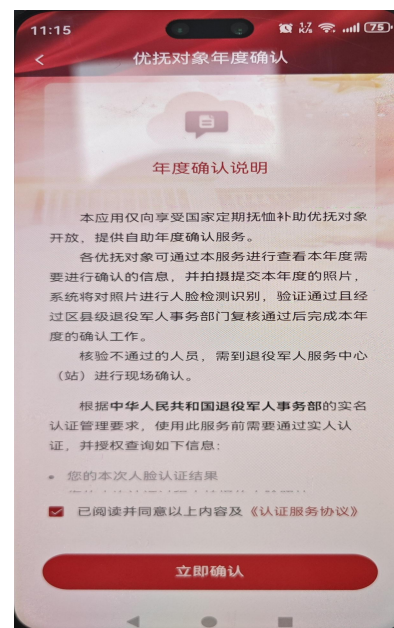 11:15
1.7 K/s
75
优抚对象年度确认
年度确认说明
本应用仅向享受国家定期抚恤补助优抚对象
开放，提供自助年度确认服务。
各优抚对象可通过本服务进行查看本年度需
要进行确认的信息，并拍摄提交本年度的照片，
系统将对照片进行人脸检测识别，验证通过且经
过区县级退役军人事务部门复核通过后完成本年
度的确认工作。
核验不通过的人员，需到退役军人服务中心
（站）进行现场确认。
根据中华人民共和国退役军人事务部的实名
认证管理要求，使用此服务前需要通过实人认
证，并授权查询如下信息：
• 您的本次人脸认证结果
已阅读并同意以上内容及《认证服务协议》
立即确认